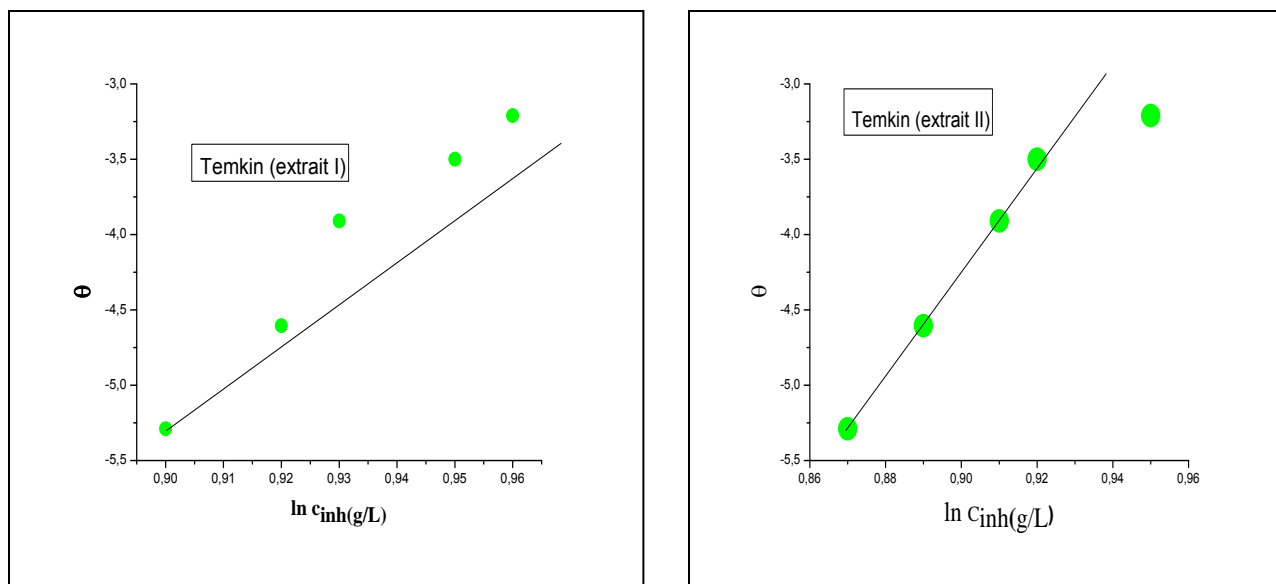 -3,0
-3,5
-4,0
-4,5
-5,0
-5,5
θ
Temkin (extrait I)
0,90 0,91 0,92 0,93 0,94 0,95 0,96
ln c inh(g/L)
-3,0
-3,5
-4,0
-4,5
-5,0
-5,5
θ
Temkin (extrait II)
0,86 0,88 0,90 0,92 0,94 0,96
ln C inh(g/L)